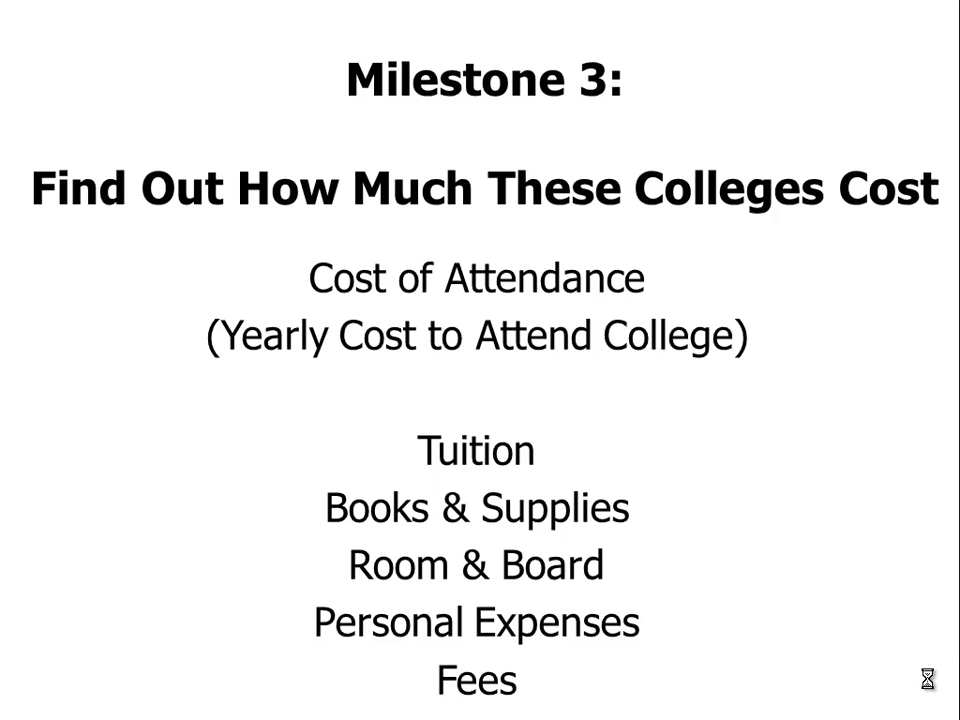 Milestone 3:
Find Out How Much These Colleges Cost
Cost of Attendance
(Yearly Cost to Attend College)
Tuition
Books & Supplies
Room & Board
Personal Expenses
Fees